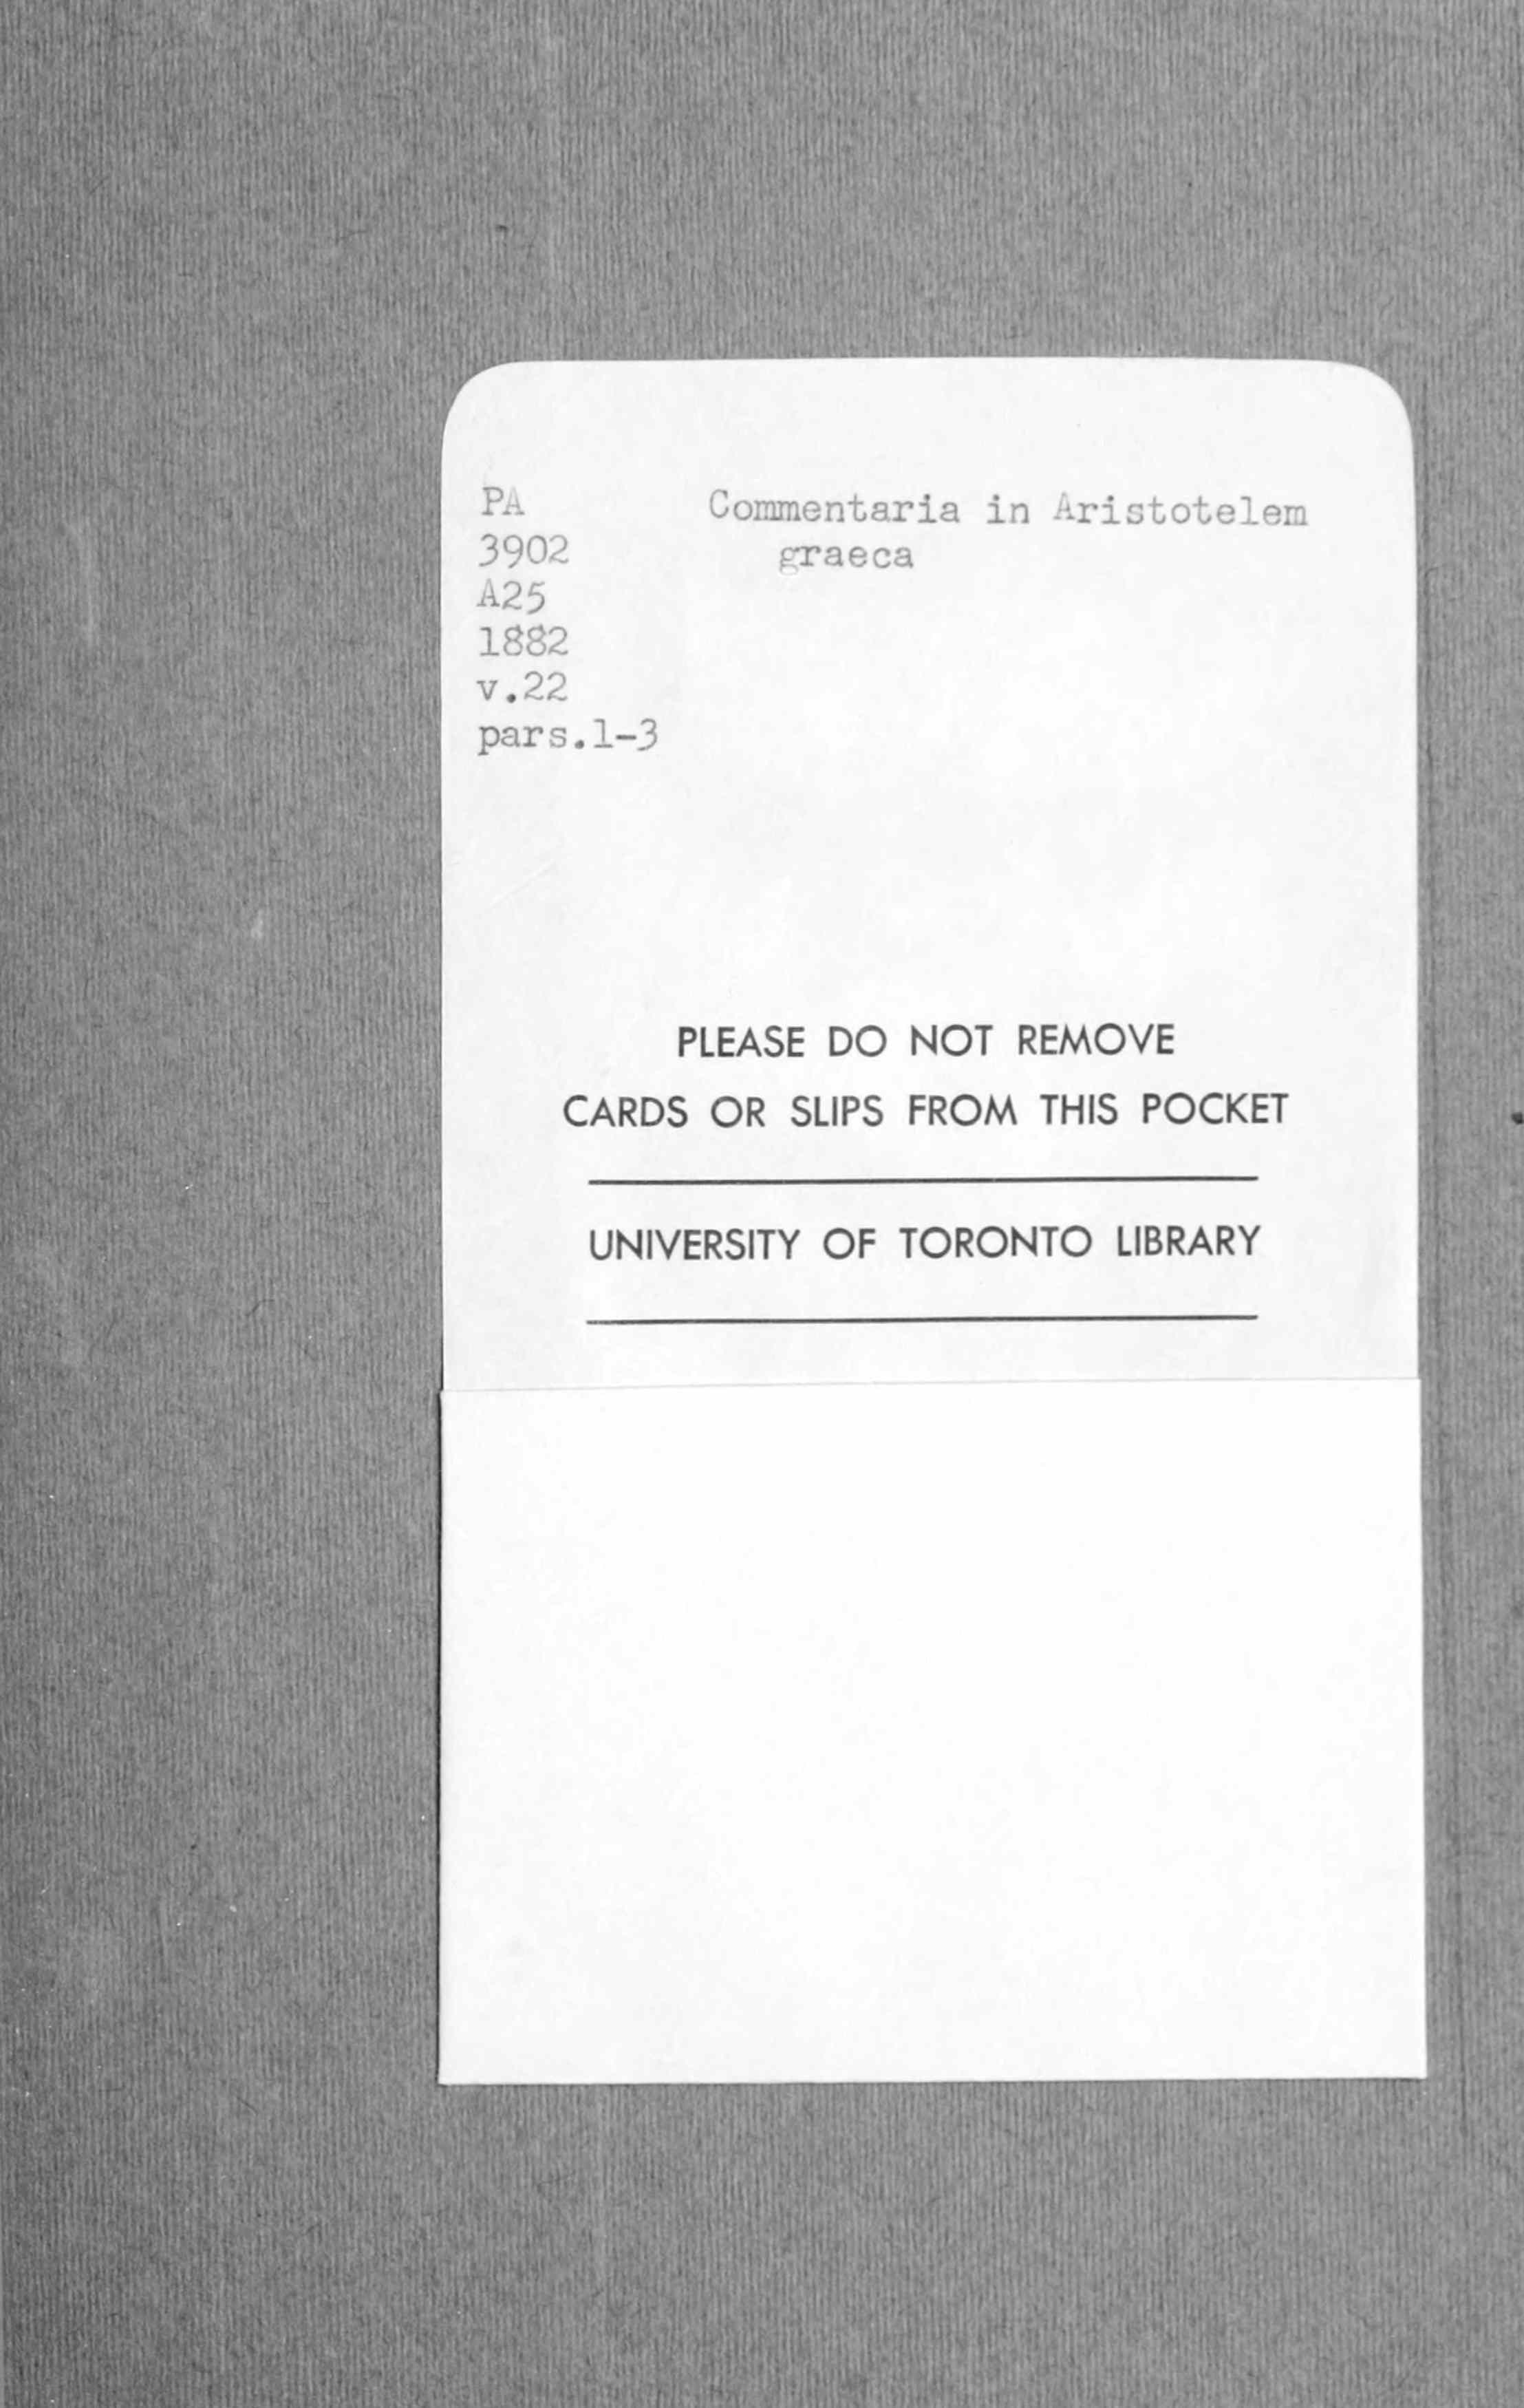 PA
3902
A25
1882
v.22
pars.1-3
Commentaria in Aristotelem
graeca
PLEASE DO NOT REMOVE
CARDS OR SLIPS FROM THIS POCKET
UNIVERSITY OF TORONTO LIBRARY